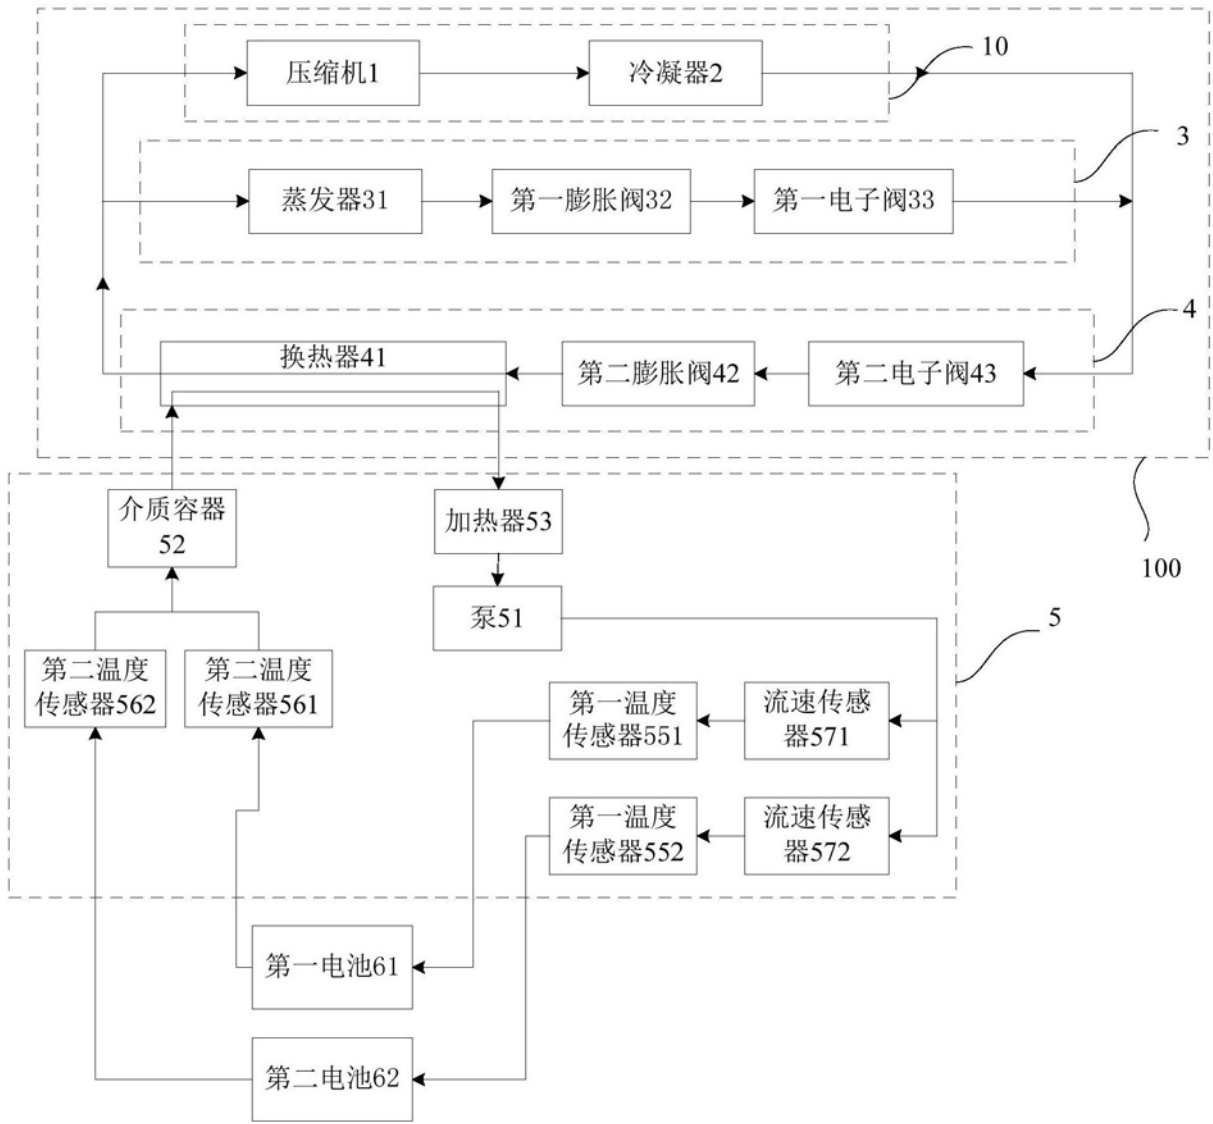 10
压缩机1
冷凝器2
3
蒸发器31
第一膨胀阀32
第一电子阀33
4
换热器41
第二膨胀阀42
第二电子阀43
介质容器
52
加热器53
100
泵51
5
第二温度
传感器562
第二温度
传感器561
第一温度
传感器551
流速传感
器571
第一温度
传感器552
流速传感
器572
第一电池61
第二电池62